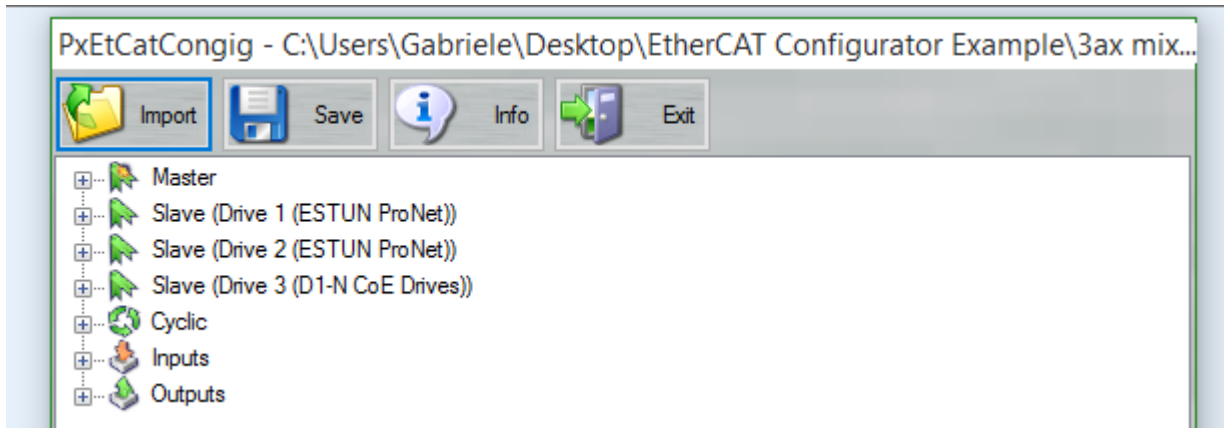 PxEtCatCongig - C:\Users\Gabriele\Desktop\EtherCAT Configurator Example\3ax mix...
Import Save Info Exit
Master
Slave (Drive 1 (ESTUN ProNet))
Slave (Drive 2 (ESTUN ProNet))
Slave (Drive 3 (D1-N CoE Drives))
Cyclic
Inputs
Outputs